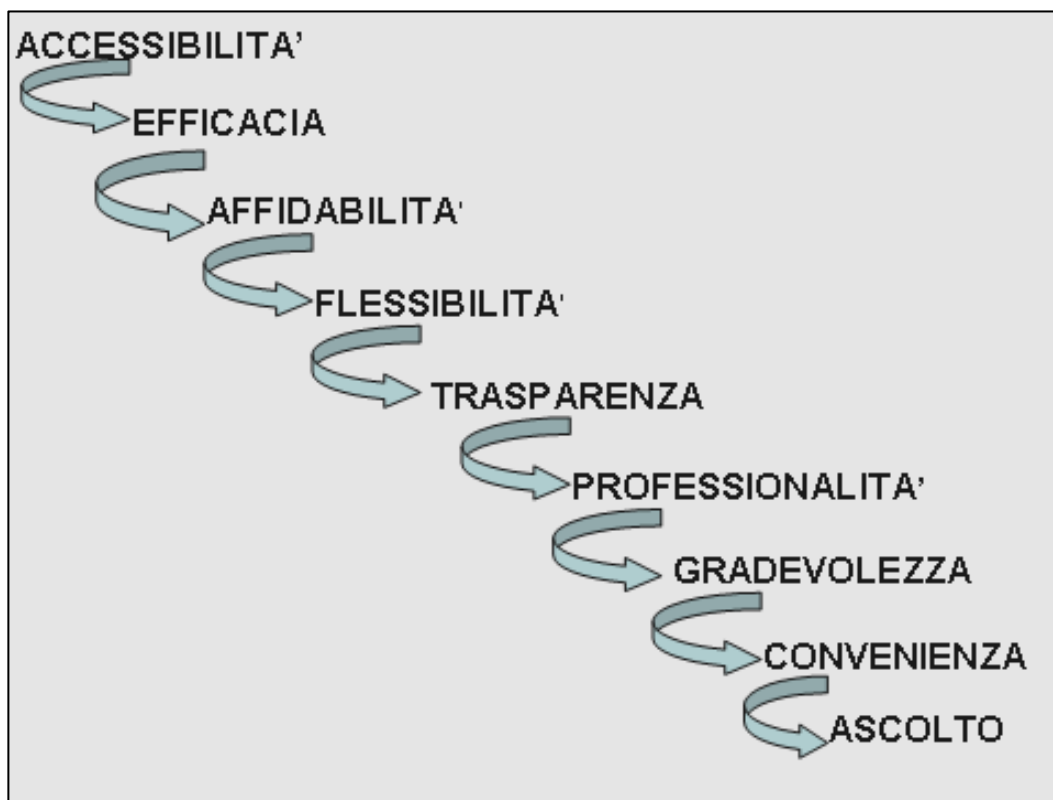 ACCESSIBILITA'
EFFICACIA
AFFIDABILITA'
FLESSIBILITA'
TRASPARENZA
PROFESSIONALITA'
GRADEVOLEZZA
CONVENIENZA
ASCOLTO